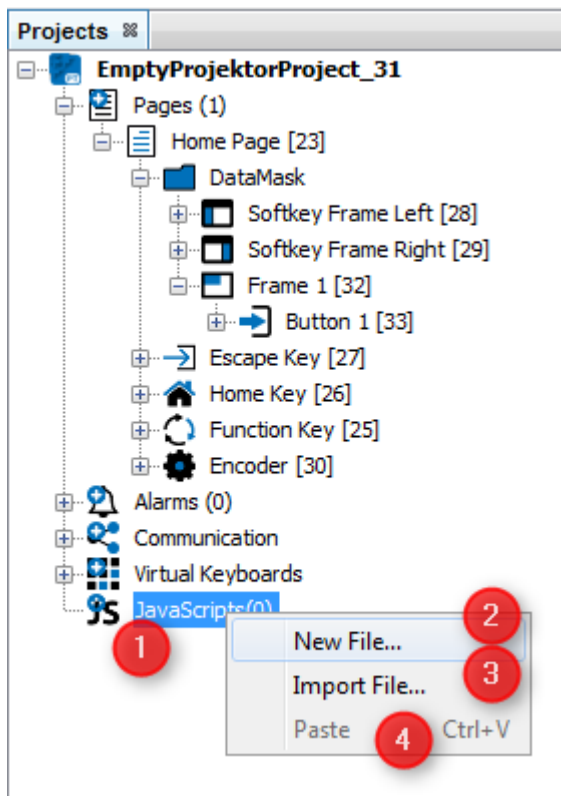 Projects
EmptyProjektorProject_31
Pages (1)
Home Page [23]
DataMask
Softkey Frame Left [28]
Softkey Frame Right [29]
Frame 1 [32]
Button 1 [33]
Escape Key [27]
Home Key [26]
Function Key [25]
Encoder [30]
Alarms (0)
Communication
Virtual Keyboards
JS JavaScripts(0)
1
2
New File...
3
Import File...
Paste 4 Ctrl+V